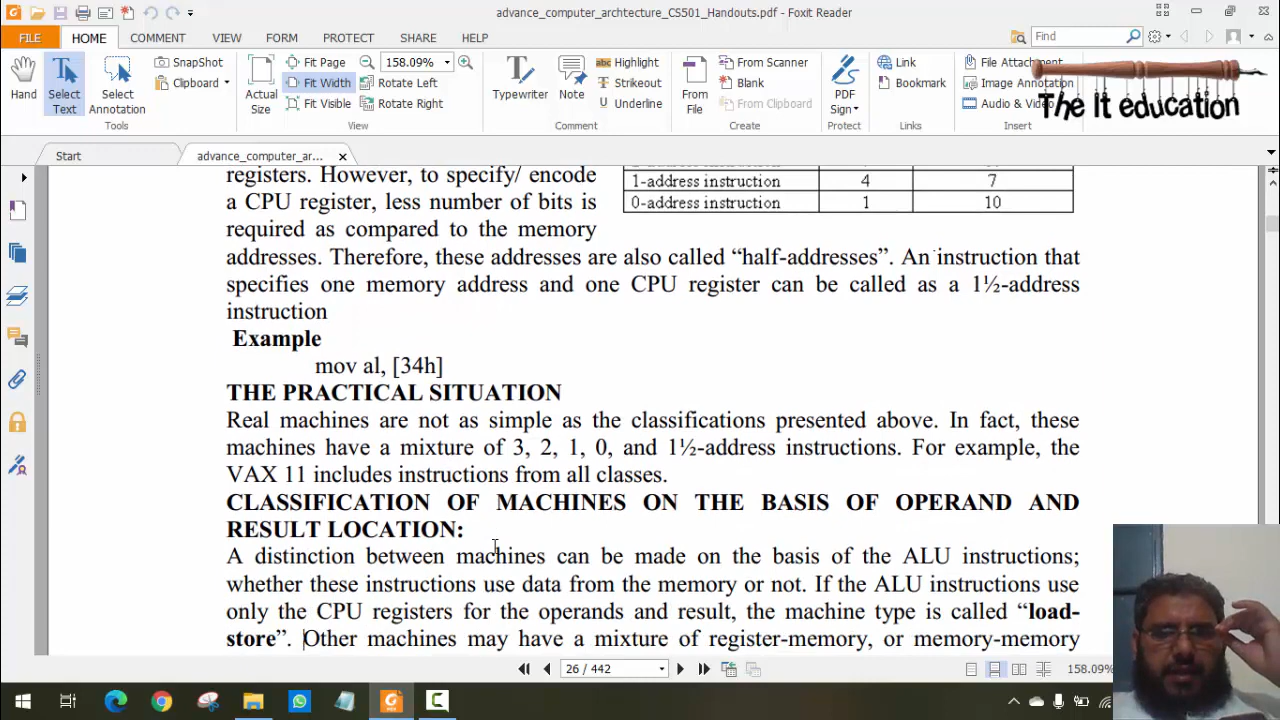 advance_computer_archtecture_CS501_Handouts.pdf - Foxit Reader
FILE HOME COMMENT VIEW FORM PROTECT SHARE HELP
Find
Hand
Select Text
Select Annotation
SnapShot
Clipboard
Tools
Actual Size
Fit Page
Fit Width
Fit Visible
158.09%
Rotate Left
Rotate Right
View
Typewriter
Note
Highlight
Strikeout
Underline
Comment
From File
From Scanner
Blank
From Clipboard
Create
PDF Sign
Protect
Link
Bookmark
Links
File Attachment
Image Annotation
Audio & Video
Insert
The It education
Start
advance_computer_ar...
registers. However, to specify/ encode
a CPU register, less number of bits is
required as compared to the memory
1-address instruction 4 7
0-address instruction 1 10
addresses. Therefore, these addresses are also called “half-addresses”. An instruction that
specifies one memory address and one CPU register can be called as a 1½-address
instruction
Example
mov al, [34h]
THE PRACTICAL SITUATION
Real machines are not as simple as the classifications presented above. In fact, these
machines have a mixture of 3, 2, 1, 0, and 1½-address instructions. For example, the
VAX 11 includes instructions from all classes.
CLASSIFICATION OF MACHINES ON THE BASIS OF OPERAND AND
RESULT LOCATION:
A distinction between machines can be made on the basis of the ALU instructions;
whether these instructions use data from the memory or not. If the ALU instructions use
only the CPU registers for the operands and result, the machine type is called “load-
store”. Other machines may have a mixture of register-memory, or memory-memory
26 / 442
158.09%